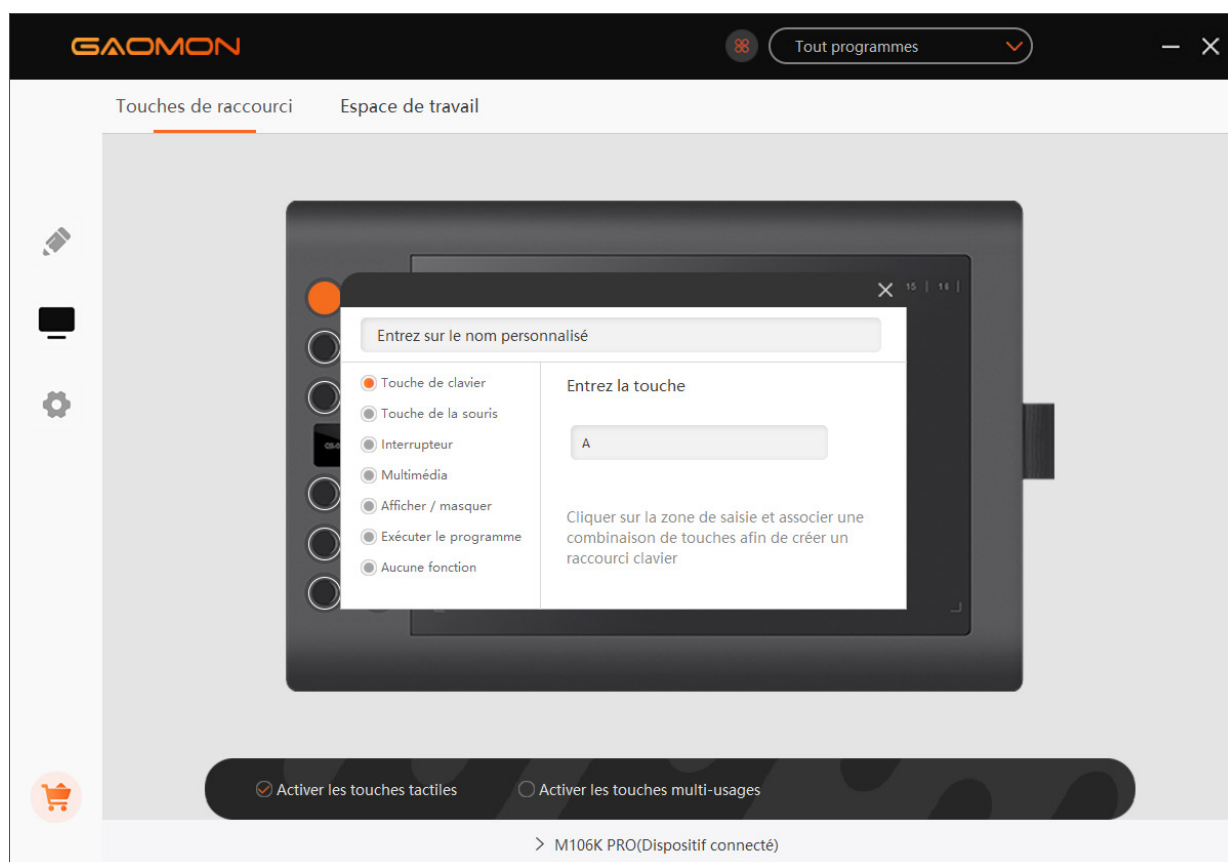 GAOMON
Tout programmes
Touches de raccourci
Espace de travail
15 | 16 |
Entrez sur le nom personnalisé
Touche de clavier
Touche de la souris
Interrupteur
Multimédia
Afficher / masquer
Exécuter le programme
Aucune fonction
Entrez la touche
A
Cliquer sur la zone de saisie et associer une
combinaison de touches afin de créer un
raccourci clavier
Activer les touches tactiles
Activer les touches multi-usages
M106K PRO(Dispositif connecté)